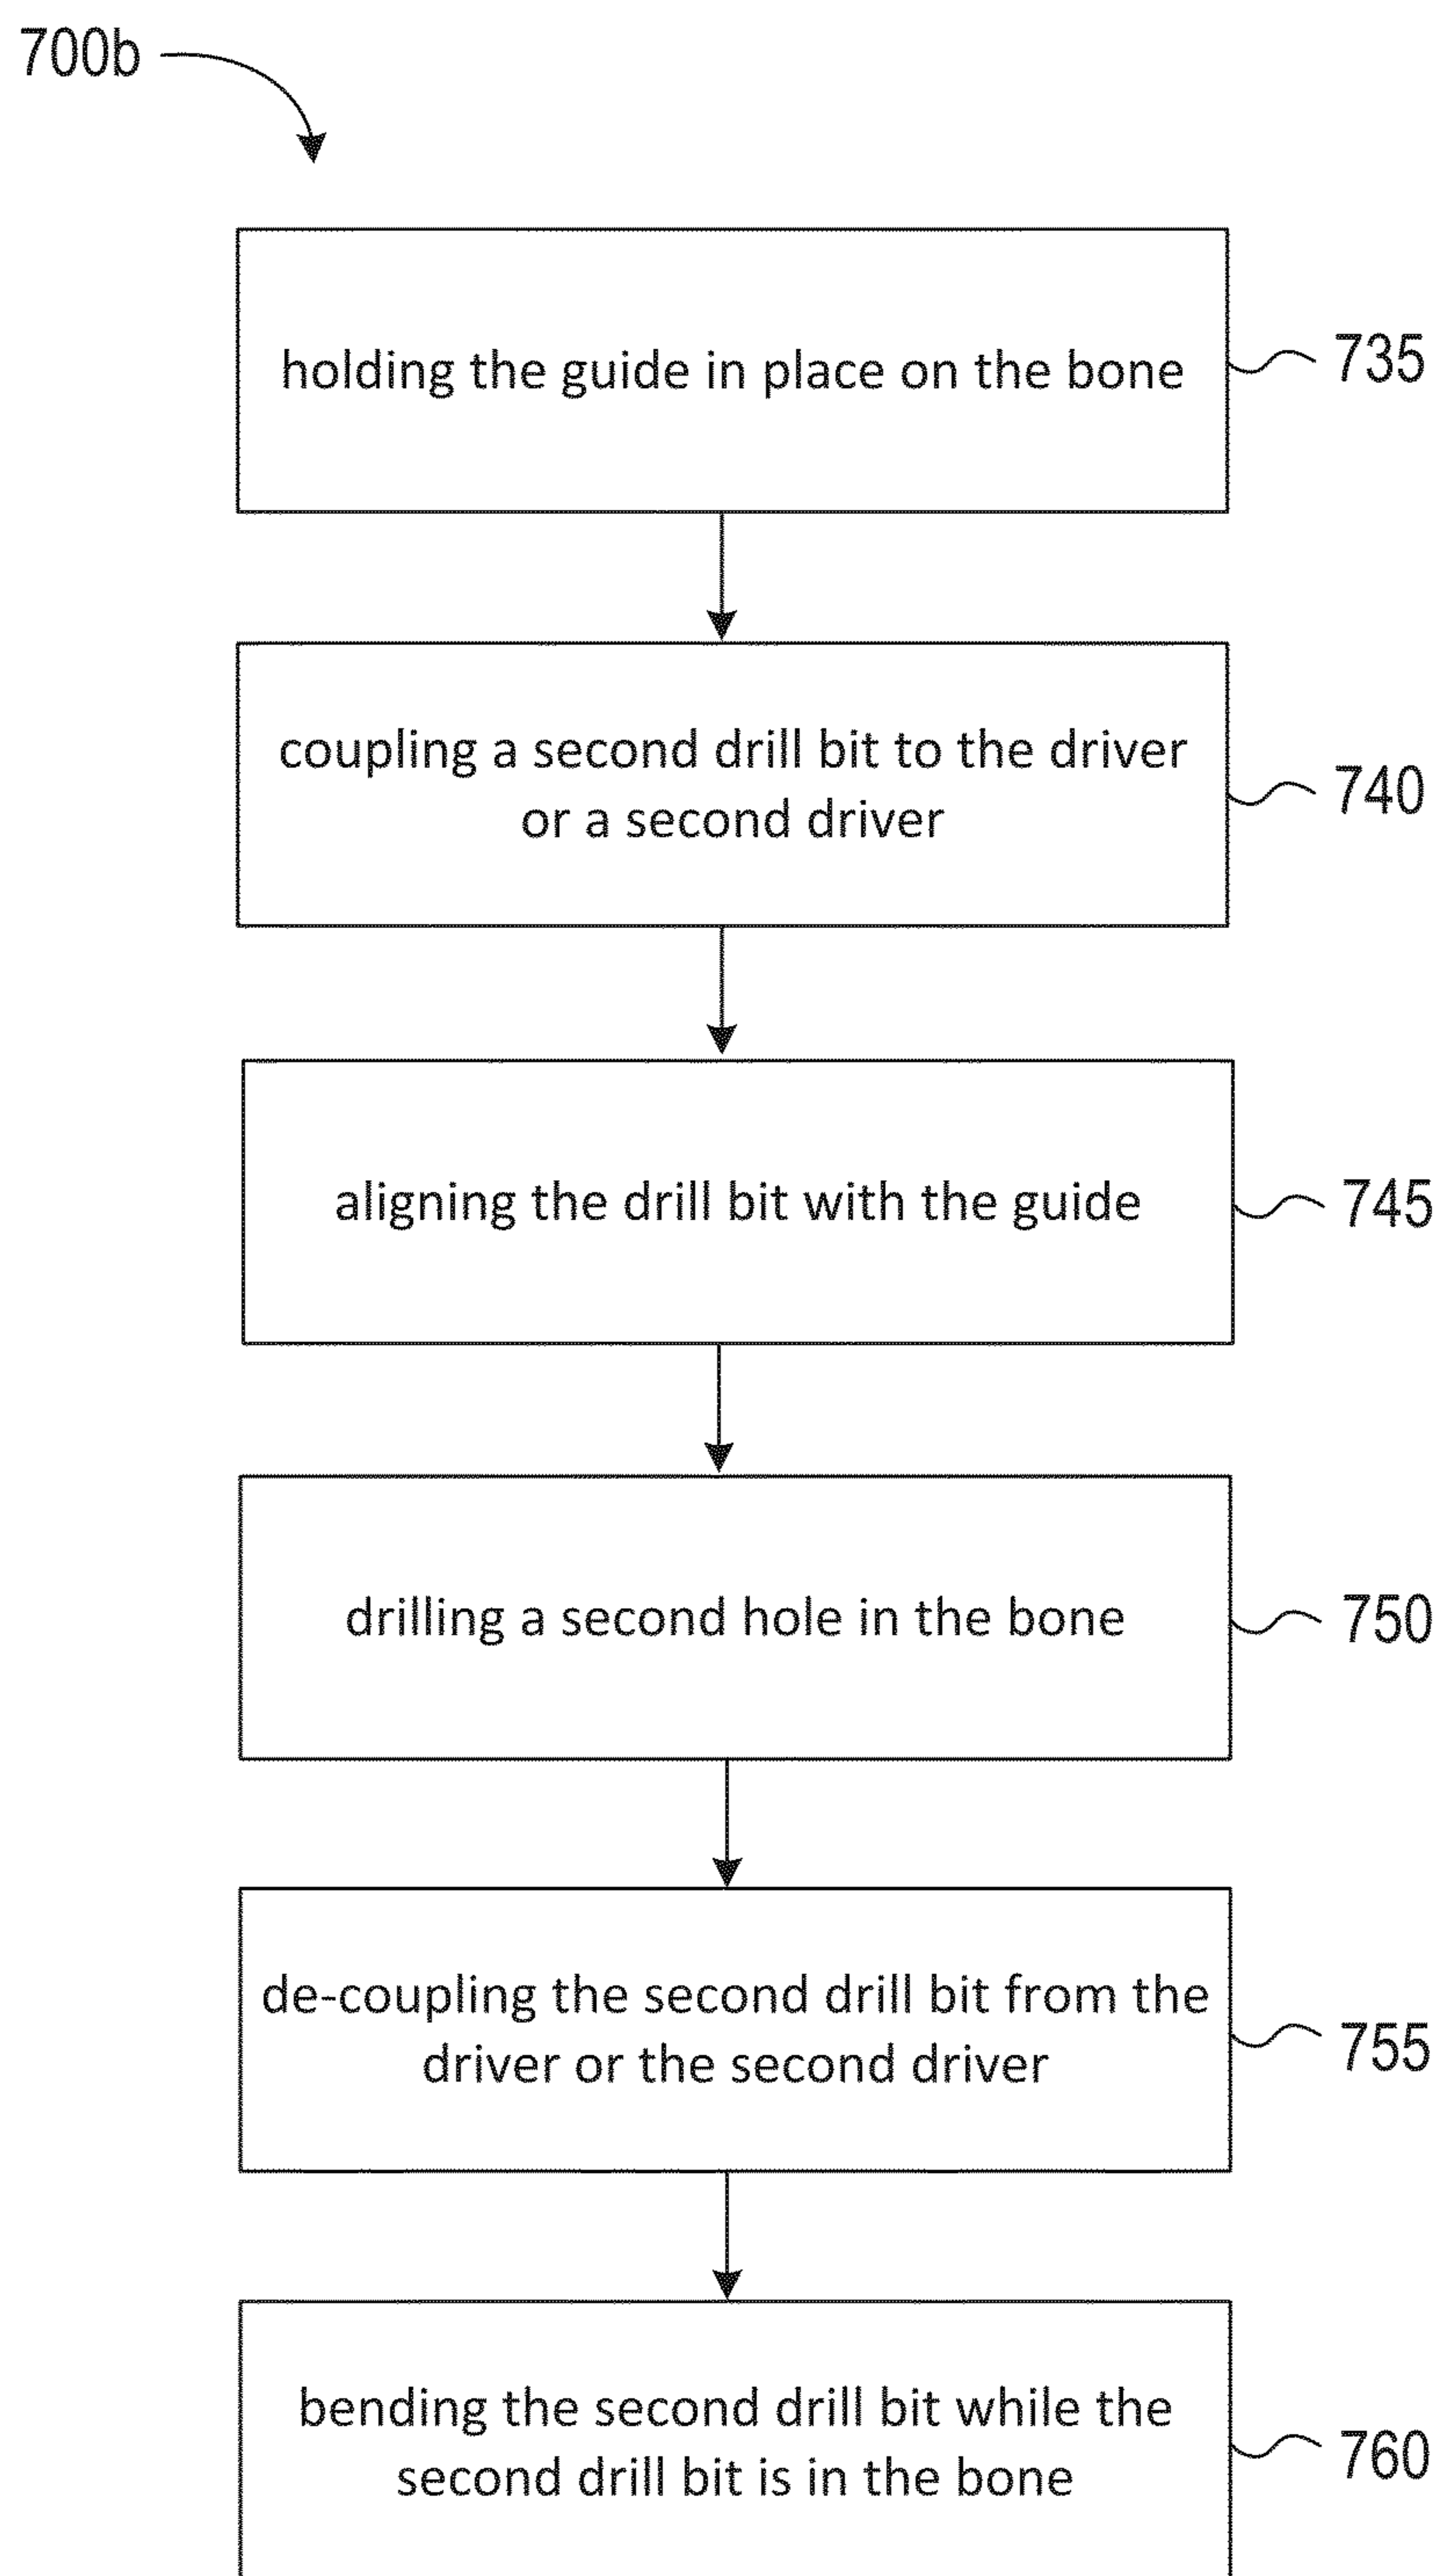 700b
holding the guide in place on the bone
735
coupling a second drill bit to the driver
or a second driver
740
aligning the drill bit with the guide
745
drilling a second hole in the bone
750
de-coupling the second drill bit from the
driver or the second driver
755
bending the second drill bit while the
second drill bit is in the bone
760